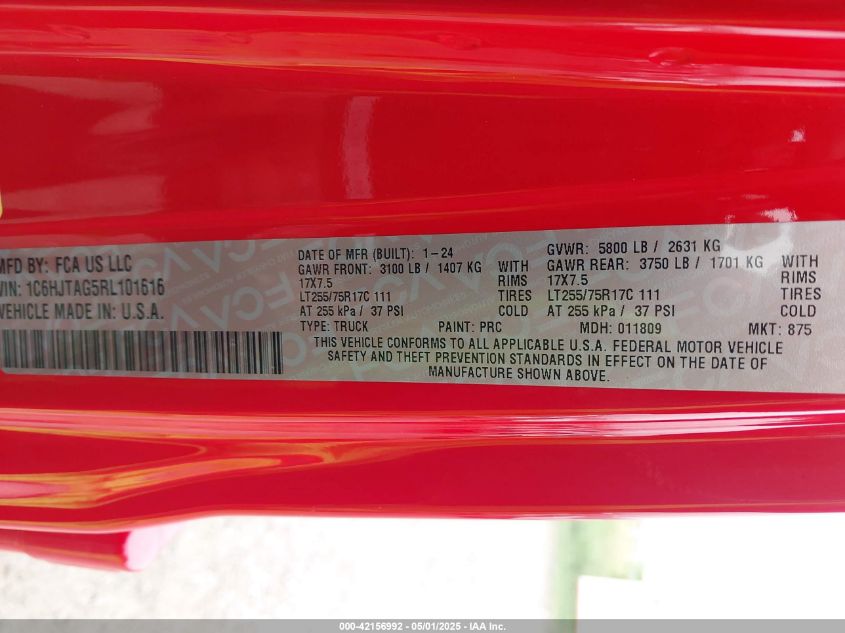 MFD BY: FCA US LLC
VIN: 1C6HJTAG5RL101616
VEHICLE MADE IN: U.S.A.
DATE OF MFR (BUILT): 1-24
GAWR FRONT: 3100 LB / 1407 KG WITH
17X7.5 RIMS
LT255/75R17C 111 TIRES
AT 255 kPa / 37 PSI COLD
GVWR: 5800 LB / 2631 KG
GAWR REAR: 3750 LB / 1701 KG WITH
17X7.5 RIMS
LT255/75R17C 111 TIRES
AT 255 kPa / 37 PSI COLD
TYPE: TRUCK PAINT: PRC MDH: 011809 MKT: 875
THIS VEHICLE CONFORMS TO ALL APPLICABLE U.S.A. FEDERAL MOTOR VEHICLE
SAFETY AND THEFT PREVENTION STANDARDS IN EFFECT ON THE DATE OF
MANUFACTURE SHOWN ABOVE.
000-42156992 - 05/01/2025 - IAA Inc.